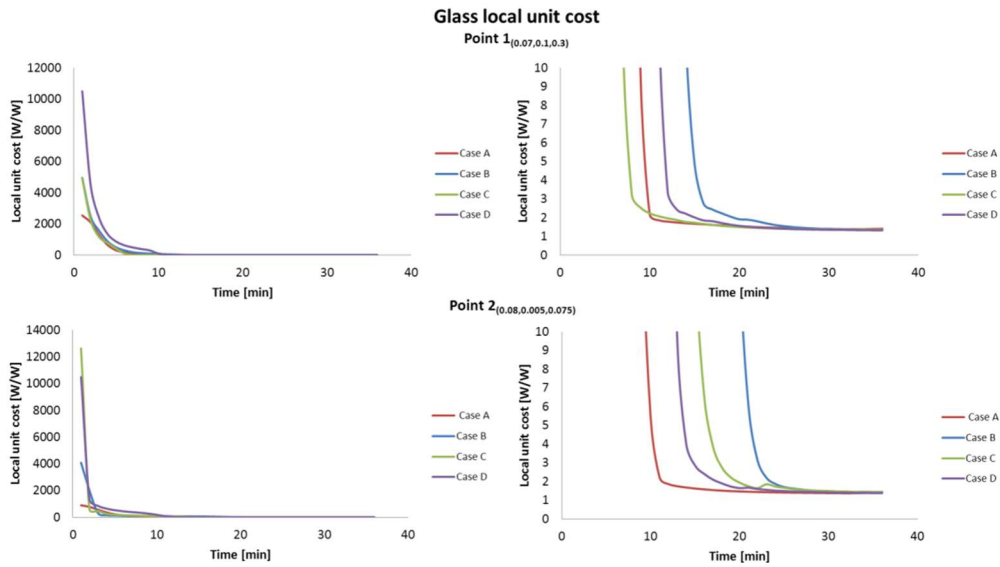 Glass local unit cost
Point 1(0.07,0.1,0.3)
Local unit cost [W/W]
12000
10000
8000
6000
4000
2000
0
0 10 20 30 40
Time [min]
Case A
Case B
Case C
Case D
Local unit cost [W/W]
10
9
8
7
6
5
4
3
2
1
0
0 10 20 30 40
Time [min]
Case A
Case B
Case C
Case D
Point 2(0.08,0.005,0.075)
Local unit cost [W/W]
14000
12000
10000
8000
6000
4000
2000
0
0 10 20 30 40
Time [min]
Case A
Case B
Case C
Case D
Local unit cost [W/W]
10
9
8
7
6
5
4
3
2
1
0
0 10 20 30 40
Time [min]
Case A
Case B
Case C
Case D